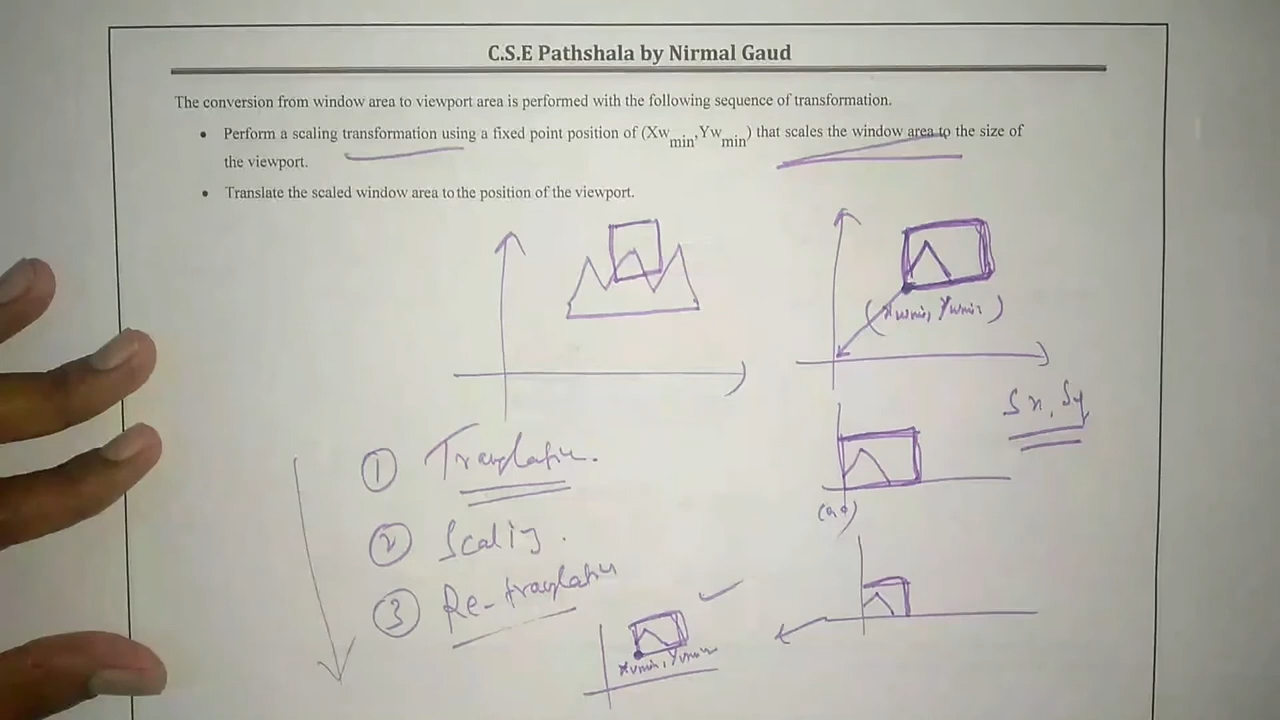 C.S.E Pathshala by Nirmal Gaud
The conversion from window area to viewport area is performed with the following sequence of transformation.
• Perform a scaling transformation using a fixed point position of (Xwmin,Ywmin) that scales the window area to the size of
the viewport.
• Translate the scaled window area to the position of the viewport.
(Xwmin, Ywmin)
Sx, Sy
① Translation.
② Scaling.
③ Re-translation
Xvmin, Yvmin